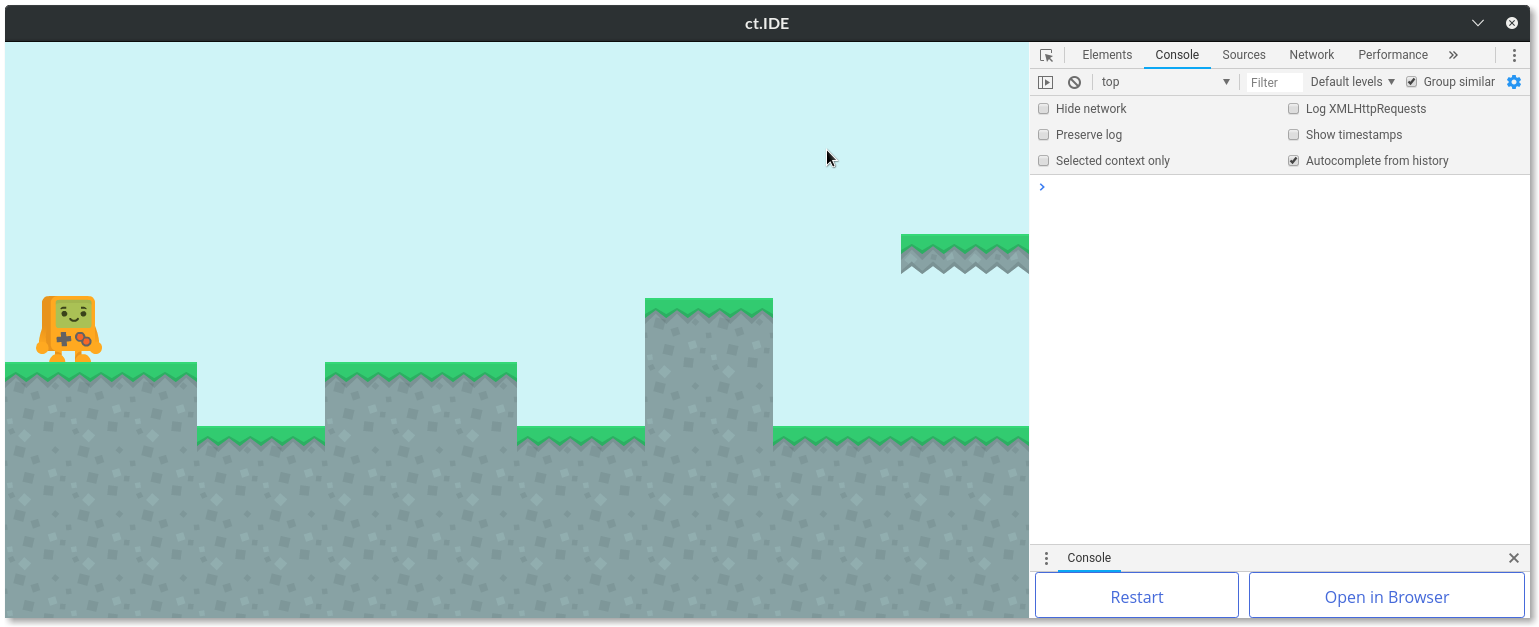 ct.IDE
Elements Console Sources Network Performance »
top Filter Default levels Group similar
Hide network Log XMLHttpRequests
Preserve log Show timestamps
Selected context only Autocomplete from history
Console
Restart Open in Browser